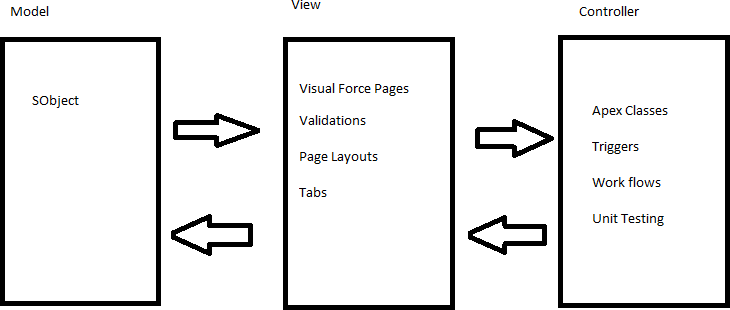 Model
View
Controller
SObject
Visual Force Pages
Validations
Page Layouts
Tabs
Apex Classes
Triggers
Work flows
Unit Testing